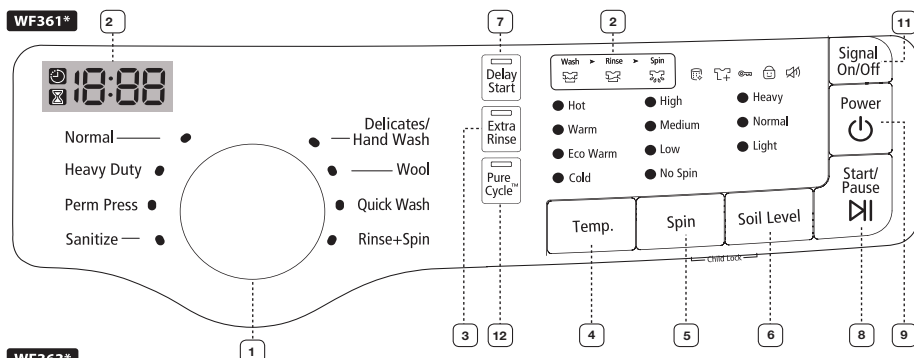 WF361*
2
7
2
11
18:88
Delay
Start
Wash ► Rinse ► Spin
Signal
On/Off
Normal
Delicates/
Hand Wash
Extra
Rinse
Hot
High
Heavy
Power
Heavy Duty
Wool
Warm
Medium
Normal
Perm Press
Quick Wash
Pure
Cycle™
Eco Warm
Low
Light
Sanitize
Rinse+Spin
Cold
No Spin
Start/
Pause
Temp.
Spin
Soil Level
Child Lock
1
3
12
4
5
6
8
9
WF363*